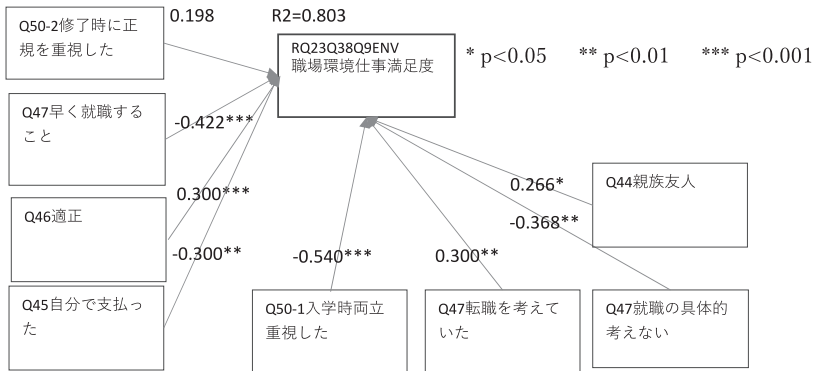 Q50-2修了時に正
規を重視した
0.198
R2=0.803
RQ23Q38Q9ENV
職場環境仕事満足度
* p<0.05 ** p<0.01 *** p<0.001
Q47早く就職する
こと
-0.422***
Q46適正
0.300***
Q45自分で支払っ
た
-0.300**
Q44親族友人
0.266*
-0.368**
-0.540***
0.300**
Q50-1入学時両立
重視した
Q47転職を考えて
いた
Q47就職の具体的
考えない